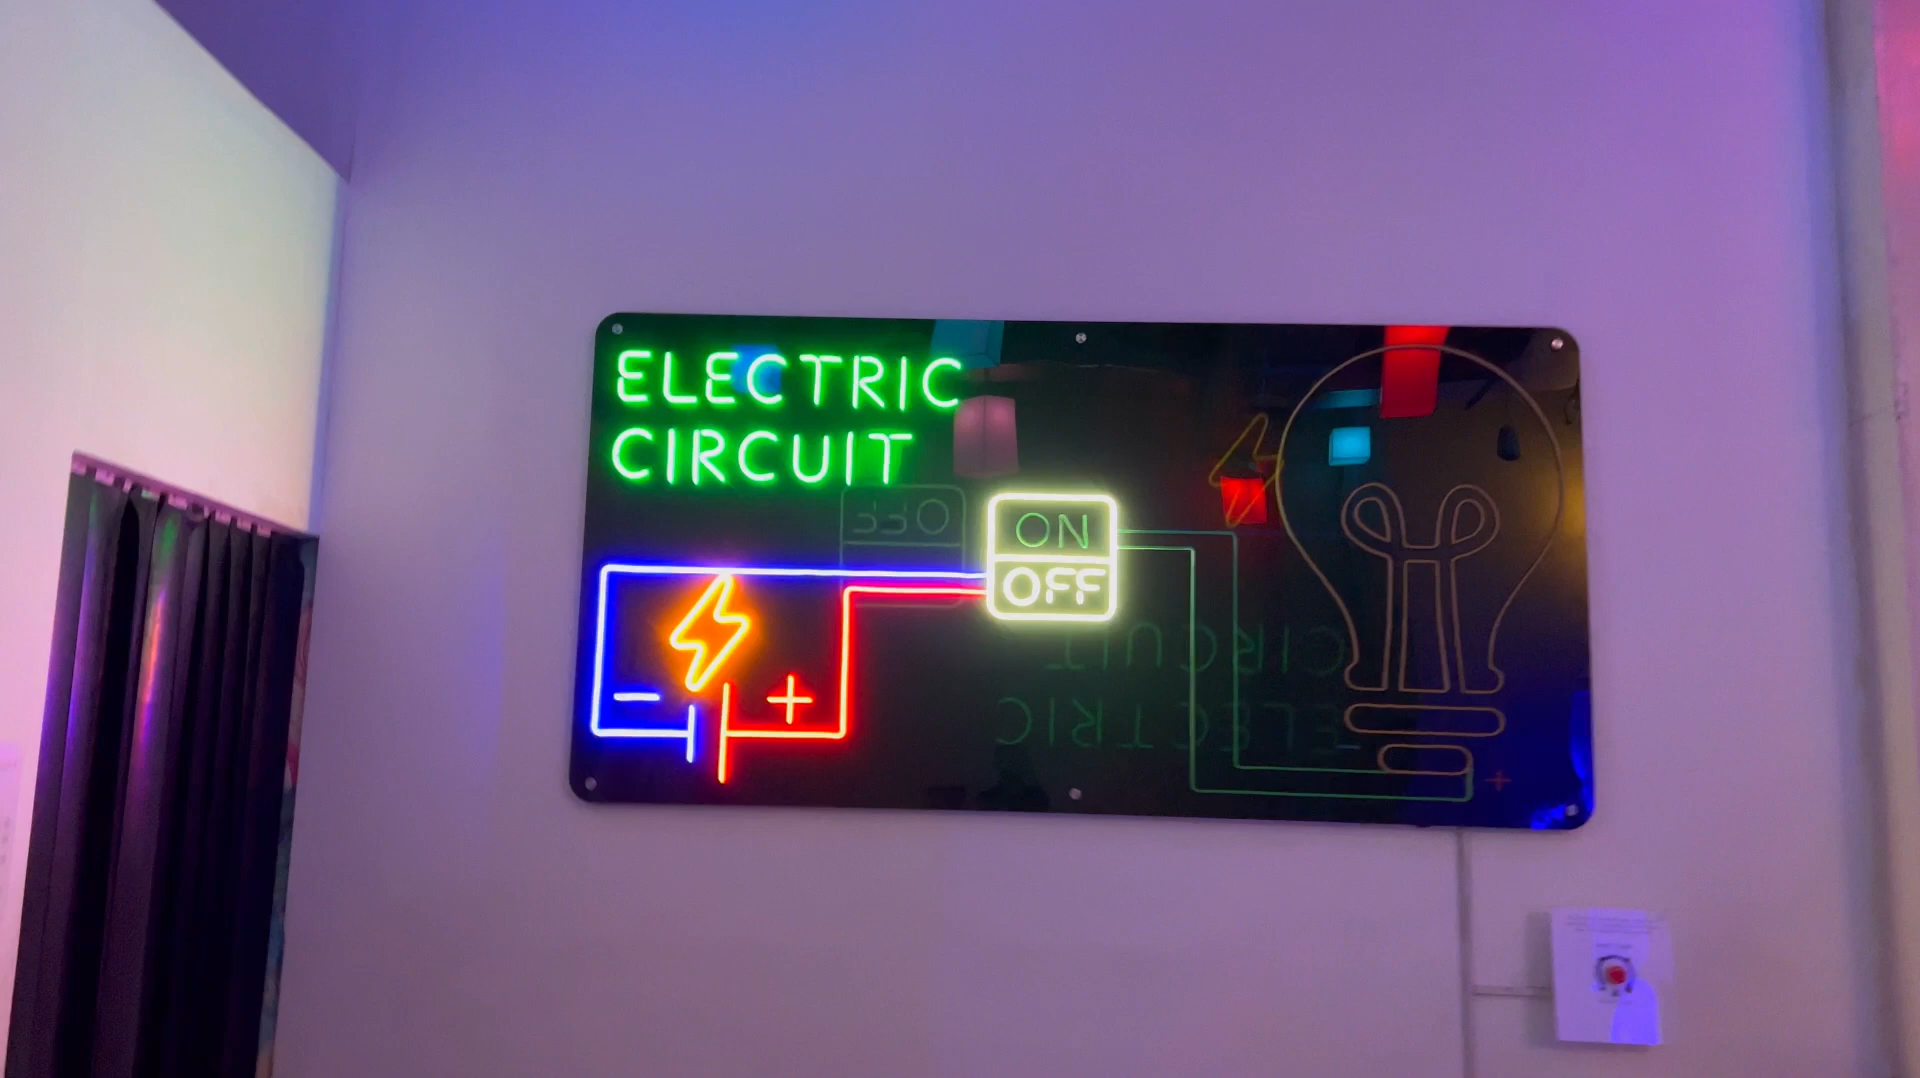 ELECTRIC
CIRCUIT
ON
OFF
- +
+